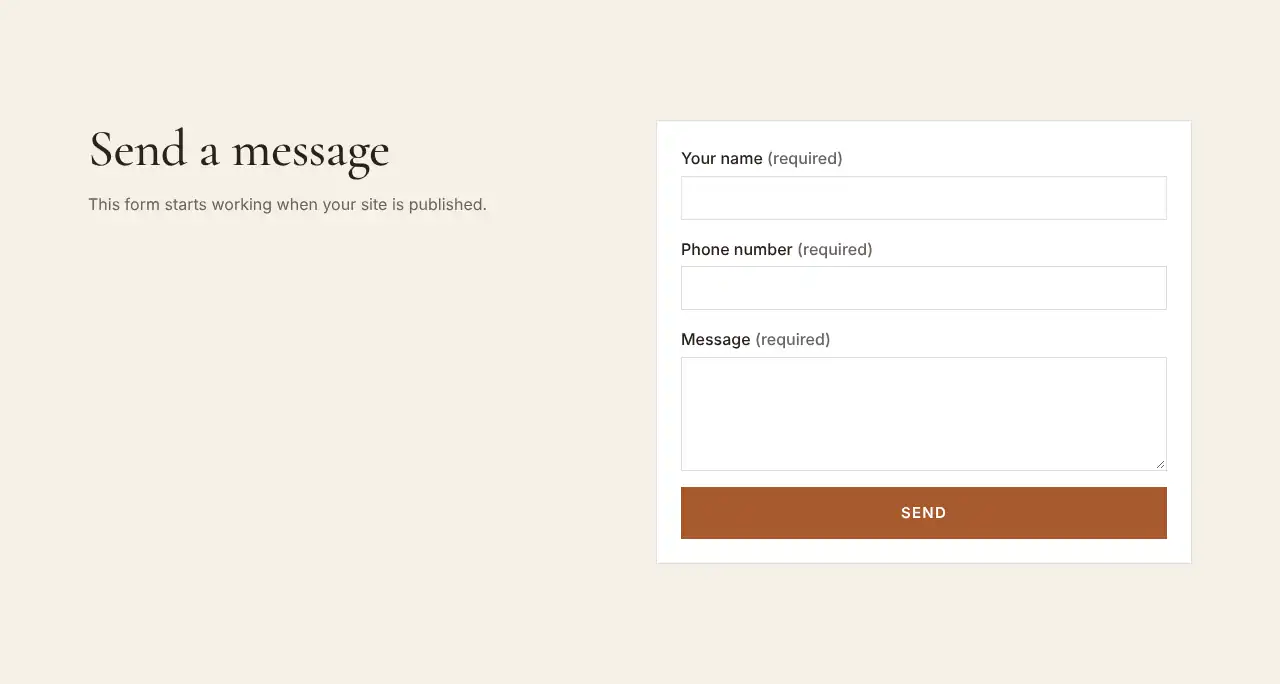 Send a message
This form starts working when your site is published.
Your name (required)
Phone number (required)
Message (required)
SEND